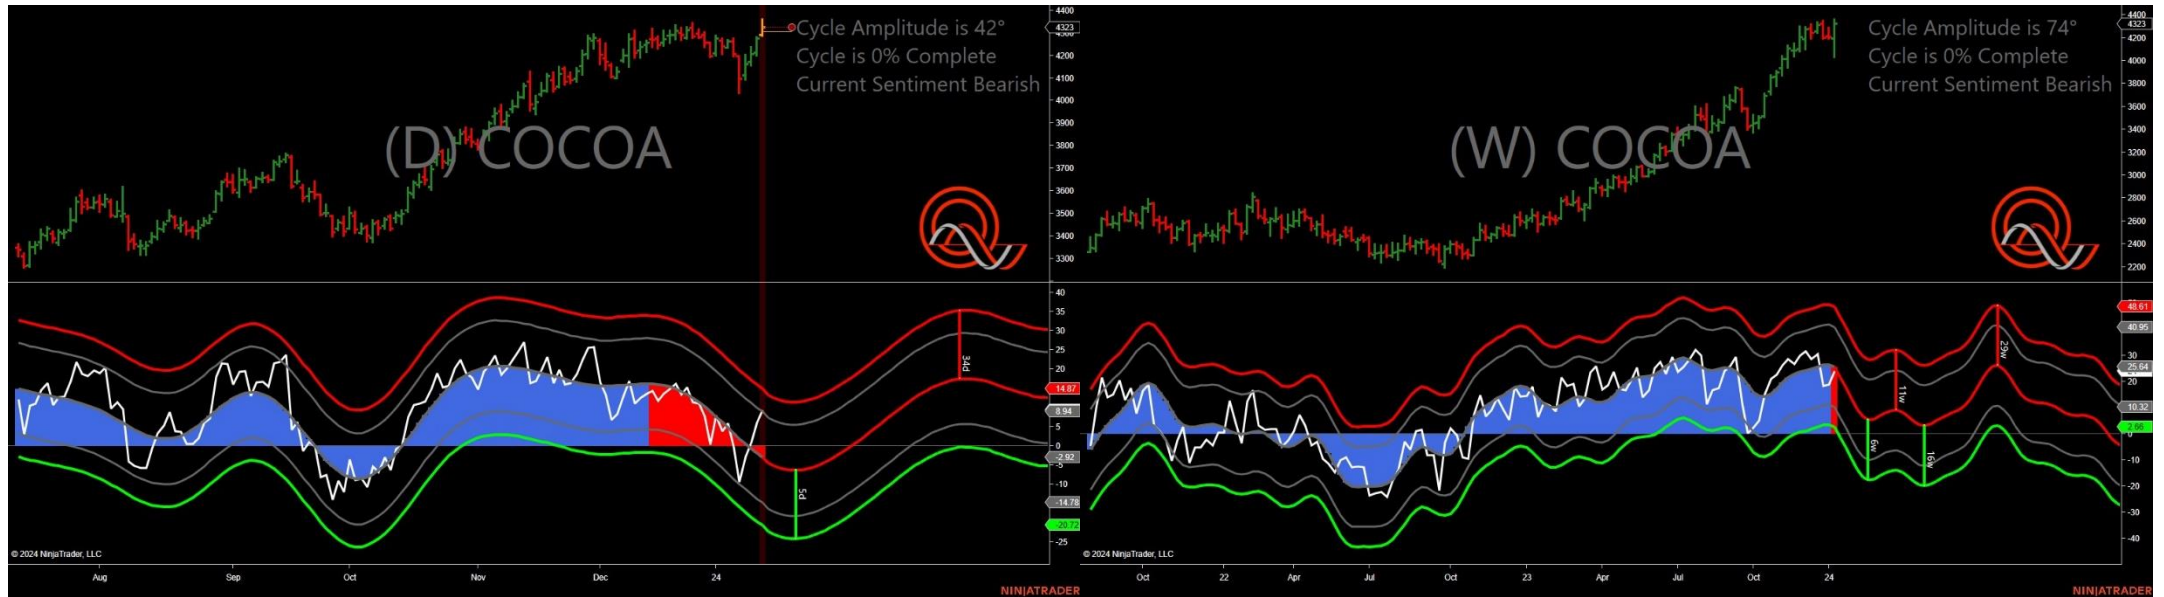 Cycle Amplitude is 42°
Cycle is 0% Complete
Current Sentiment Bearish
(D) COCOA
4400
4323
4200
4100
4000
3900
3800
3700
3600
3500
3400
3300
40
35
30
25
20
14.87
8.94
5
0
-2.92
-5
-10
-14.78
-20.72
-25
34d
5d
© 2024 NinjaTrader, LLC
Aug Sep Oct Nov Dec 24
NINJATRADER
Cycle Amplitude is 74°
Cycle is 0% Complete
Current Sentiment Bearish
(W) COCOA
4400
4323
4200
4000
3800
3600
3400
3200
3000
2800
2600
2400
2200
48.61
40.95
30
25.64
20
10.32
2.66
0
-10
-20
-30
-40
29w
11w
6w
16w
© 2024 NinjaTrader, LLC
Oct 22 Apr Jul Oct 23 Apr Jul Oct 24
NINJATRADER